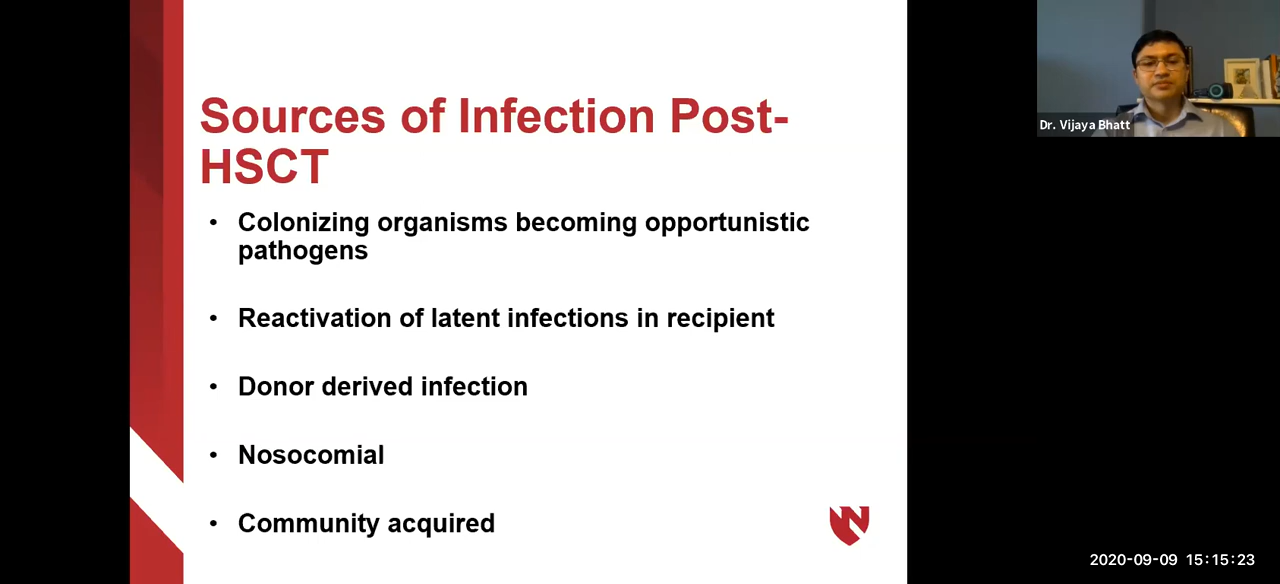 Sources of Infection Post-
HSCT
• Colonizing organisms becoming opportunistic
pathogens
• Reactivation of latent infections in recipient
• Donor derived infection
• Nosocomial
• Community acquired
N
Dr. Vijaya Bhatt
2020-09-09 15:15:23